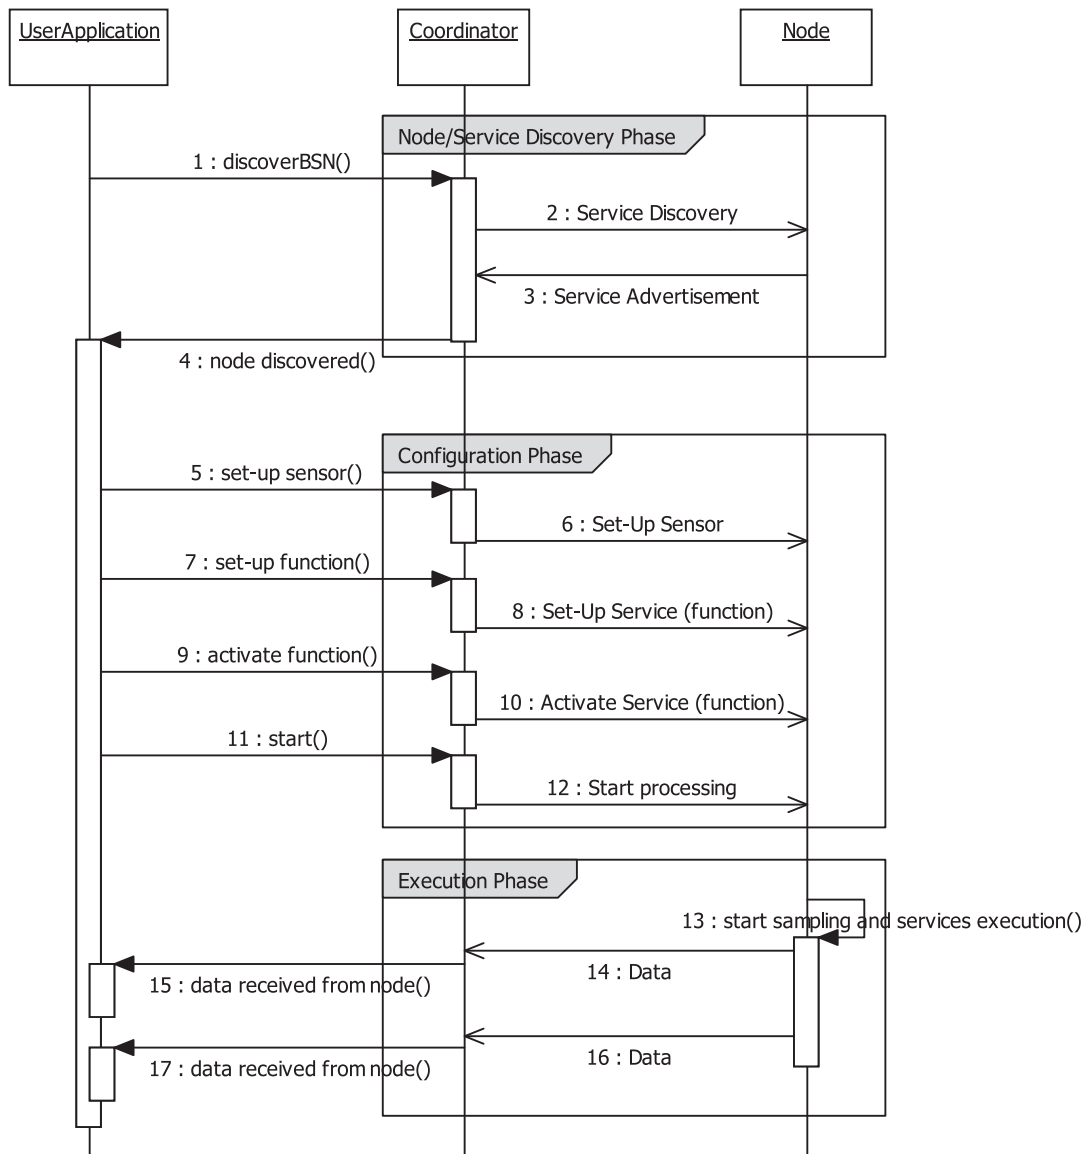 UserApplication
Coordinator
Node
Node/Service Discovery Phase
1 : discoverBSN()
2 : Service Discovery
3 : Service Advertisement
4 : node discovered()
Configuration Phase
5 : set-up sensor()
6 : Set-Up Sensor
7 : set-up function()
8 : Set-Up Service (function)
9 : activate function()
10 : Activate Service (function)
11 : start()
12 : Start processing
Execution Phase
13 : start sampling and services execution()
14 : Data
15 : data received from node()
16 : Data
17 : data received from node()